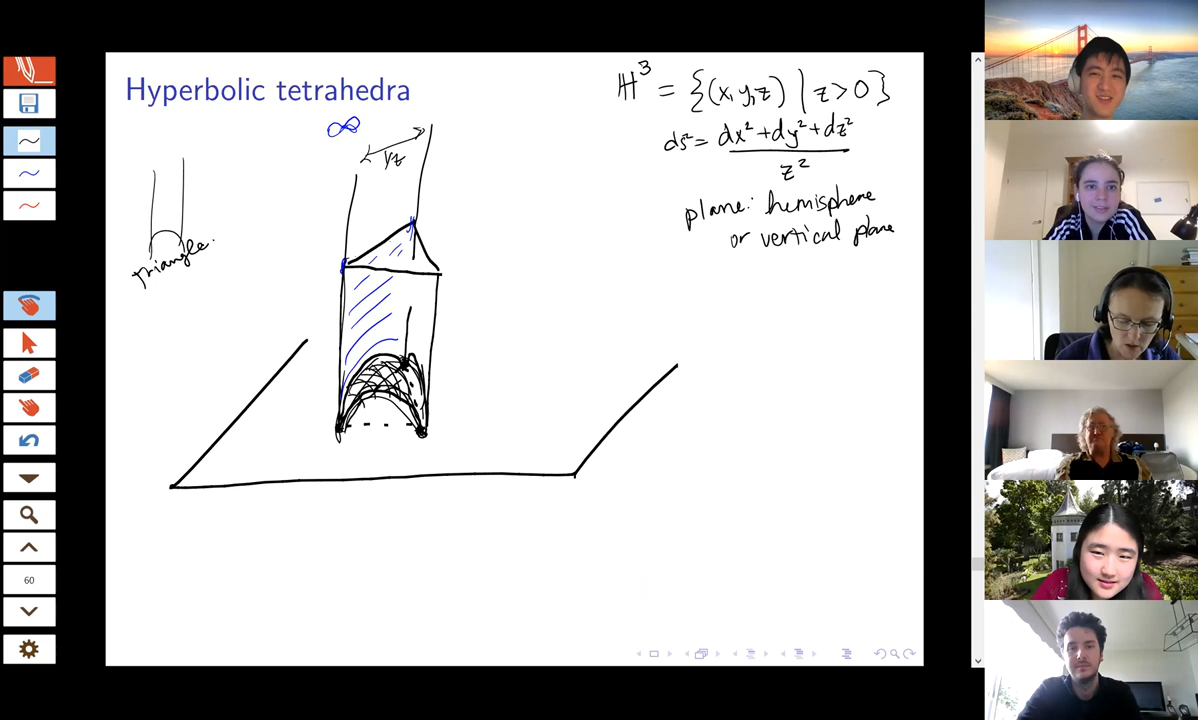 Hyperbolic tetrahedra
ℍ³ = {(x,y,z) | z>0}
ds² = dx²+dy²+dz²
z²
plane: hemisphere
or vertical plane
∞
1/z
triangle.
60